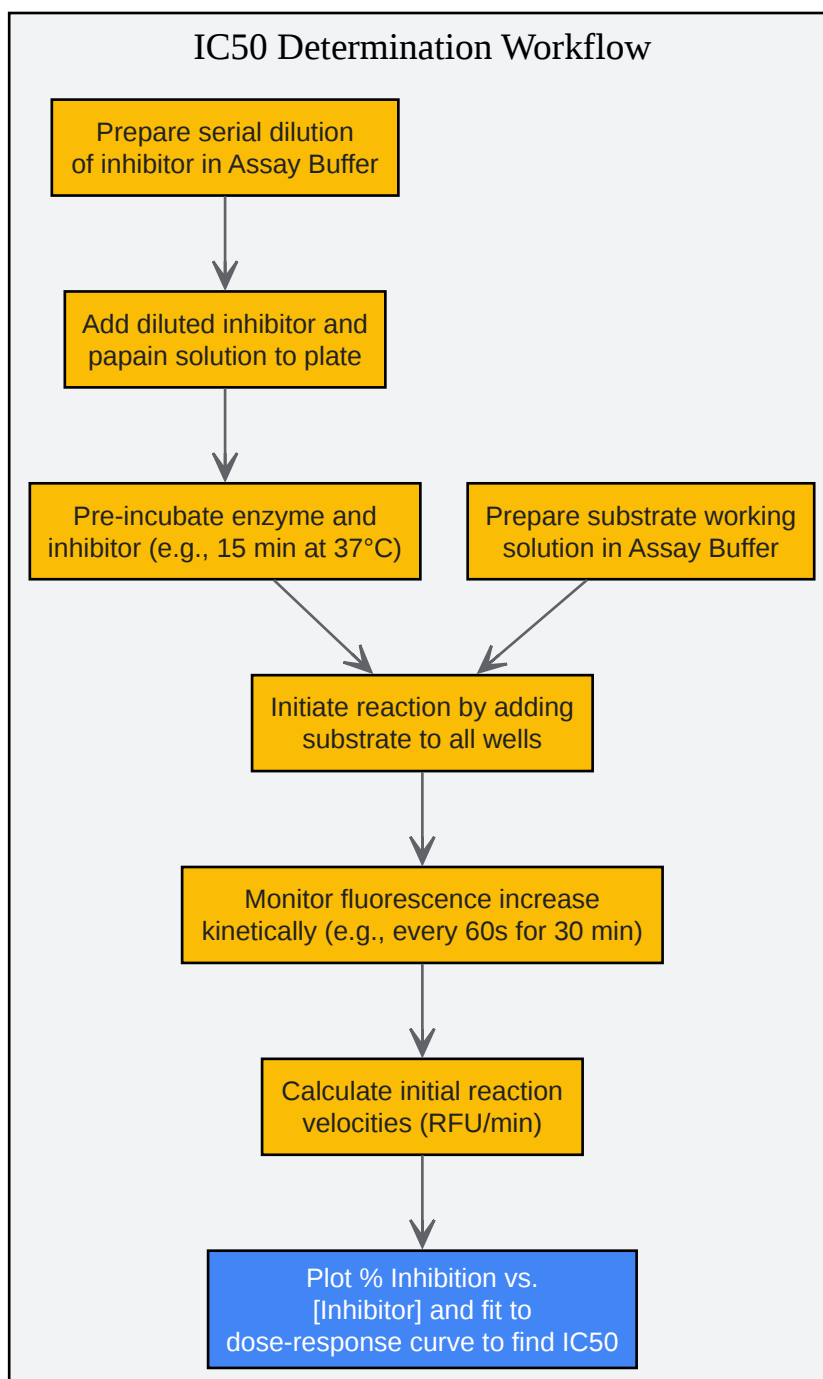 IC50 Determination Workflow
Prepare serial dilution
of inhibitor in Assay Buffer
Add diluted inhibitor and
papain solution to plate
Pre-incubate enzyme and
inhibitor (e.g., 15 min at 37°C)
Prepare substrate working
solution in Assay Buffer
Initiate reaction by adding
substrate to all wells
Monitor fluorescence increase
kinetically (e.g., every 60s for 30 min)
Calculate initial reaction
velocities (RFU/min)
Plot % Inhibition vs.
[Inhibitor] and fit to
dose-response curve to find IC50